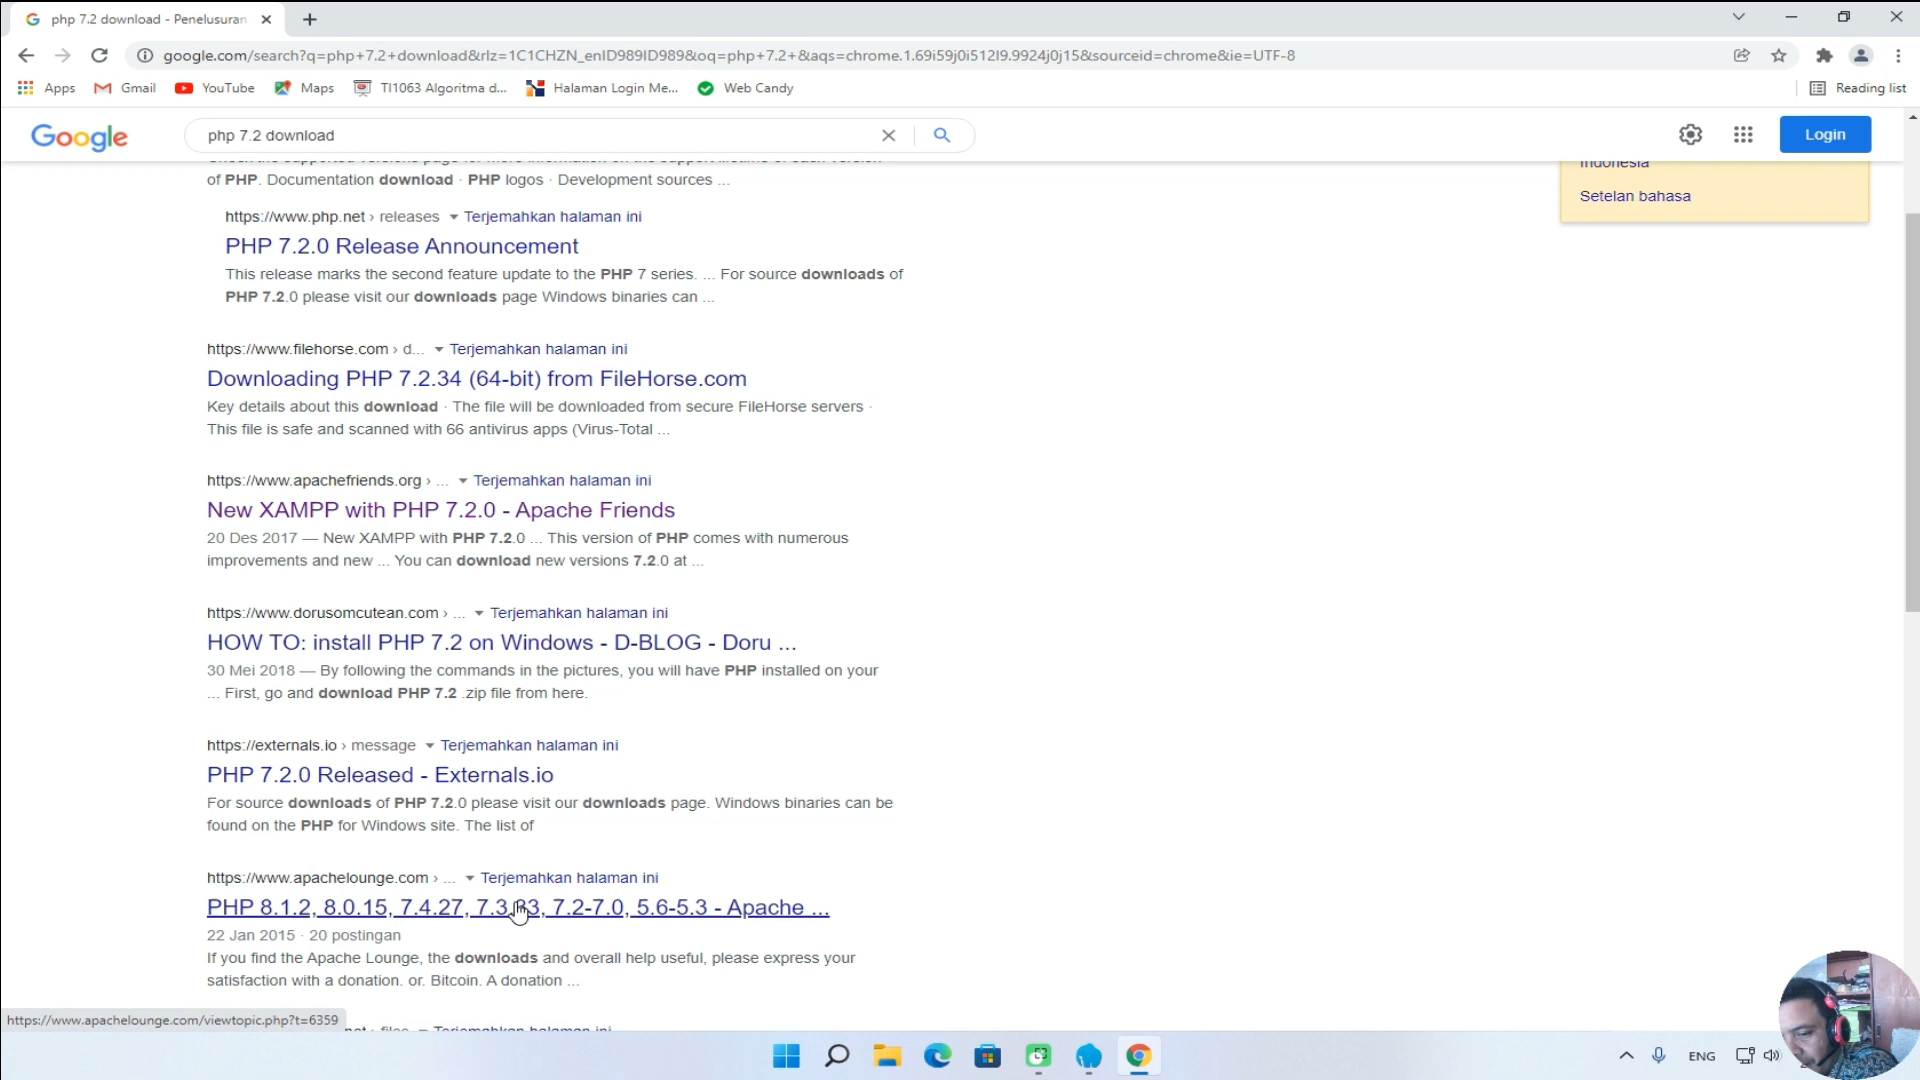 php 7.2 download - Penelusuran
google.com/search?q=php+7.2+download&rlz=1C1CHZN_enID989ID989&oq=php+7.2+&aqs=chrome.1.69i59j0i512l9.9924j0j15&sourceid=chrome&ie=UTF-8
Apps Gmail YouTube Maps TI1063 Algoritma d... Halaman Login Me... Web Candy Reading list
Google php 7.2 download Login
Indonesia
Setelan bahasa
of PHP. Documentation download · PHP logos · Development sources ...
https://www.php.net › releases Terjemahkan halaman ini
PHP 7.2.0 Release Announcement
This release marks the second feature update to the PHP 7 series. ... For source downloads of
PHP 7.2.0 please visit our downloads page Windows binaries can ...
https://www.filehorse.com › d... Terjemahkan halaman ini
Downloading PHP 7.2.34 (64-bit) from FileHorse.com
Key details about this download · The file will be downloaded from secure FileHorse servers ·
This file is safe and scanned with 66 antivirus apps (Virus-Total ...
https://www.apachefriends.org › ... Terjemahkan halaman ini
New XAMPP with PHP 7.2.0 - Apache Friends
20 Des 2017 — New XAMPP with PHP 7.2.0 ... This version of PHP comes with numerous
improvements and new ... You can download new versions 7.2.0 at ...
https://www.dorusomcutean.com › ... Terjemahkan halaman ini
HOW TO: install PHP 7.2 on Windows - D-BLOG - Doru ...
30 Mei 2018 — By following the commands in the pictures, you will have PHP installed on your
... First, go and download PHP 7.2 .zip file from here.
https://externals.io › message Terjemahkan halaman ini
PHP 7.2.0 Released - Externals.io
For source downloads of PHP 7.2.0 please visit our downloads page. Windows binaries can be
found on the PHP for Windows site. The list of
https://www.apachelounge.com › ... Terjemahkan halaman ini
PHP 8.1.2, 8.0.15, 7.4.27, 7.3.33, 7.2-7.0, 5.6-5.3 - Apache ...
22 Jan 2015 · 20 postingan
If you find the Apache Lounge, the downloads and overall help useful, please express your
satisfaction with a donation. or. Bitcoin. A donation ...
https://www.apachelounge.com/viewtopic.php?t=6359
ENG